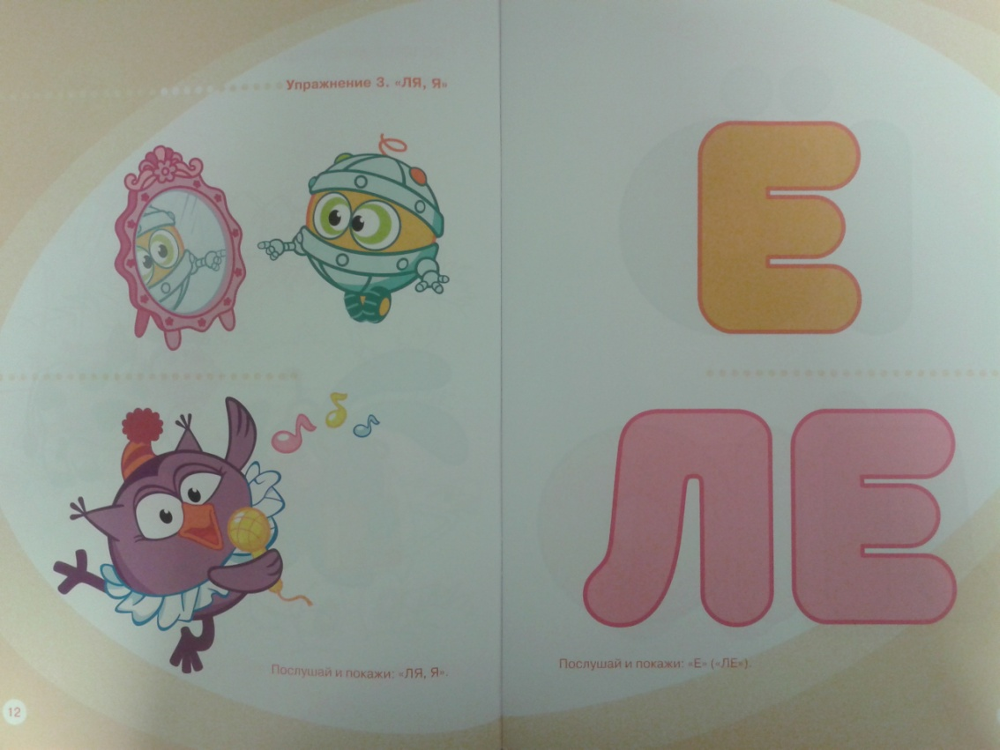 Упражнение 3. «ЛЯ, Я»
Послушай и покажи: «ЛЯ, Я».
12
Е
ЛЕ
Послушай и покажи: «Е» («ЛЕ»).